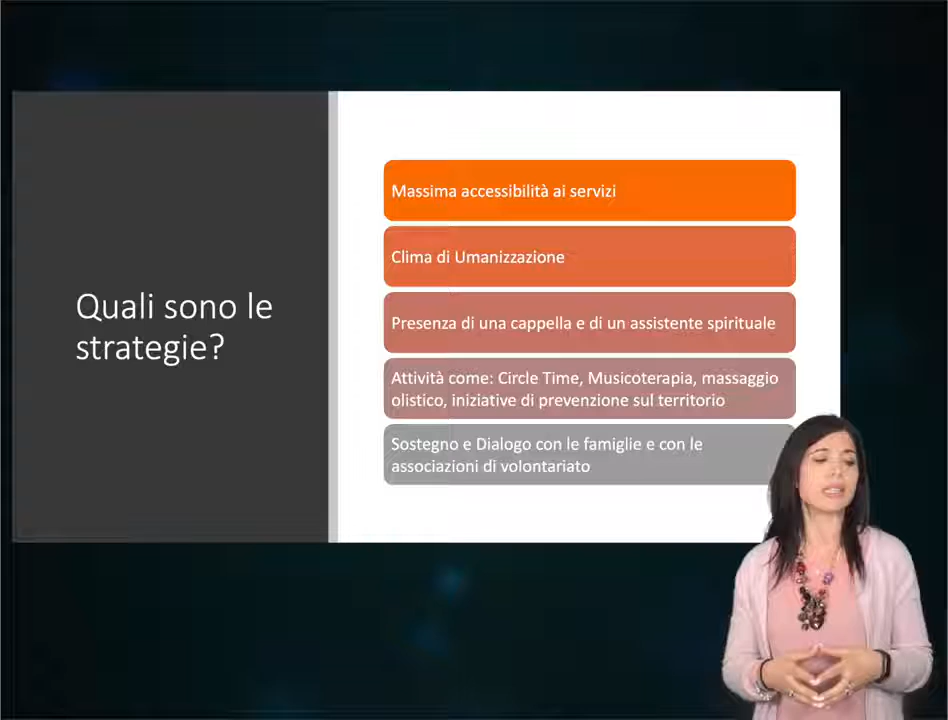 Quali sono le
strategie?
Massima accessibilità ai servizi
Clima di Umanizzazione
Presenza di una cappella e di un assistente spirituale
Attività come: Circle Time, Musicoterapia, massaggio
olistico, iniziative di prevenzione sul territorio
Sostegno e Dialogo con le famiglie e con le
associazioni di volontariato